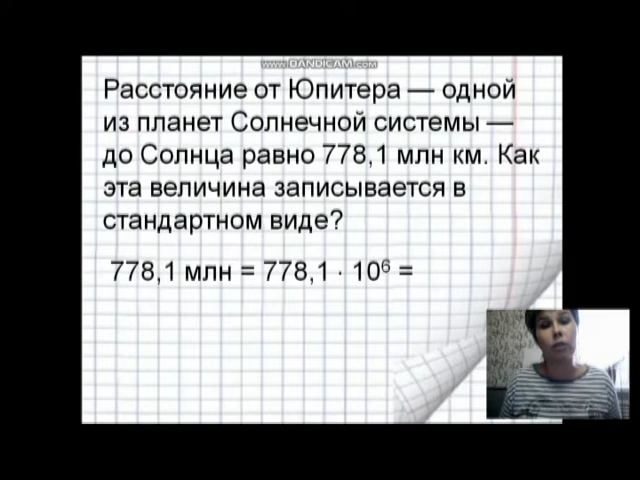 www.BANDICAM.com
Расстояние от Юпитера — одной
из планет Солнечной системы —
до Солнца равно 778,1 млн км. Как
эта величина записывается в
стандартном виде?
778,1 млн = 778,1 · 10⁶ =